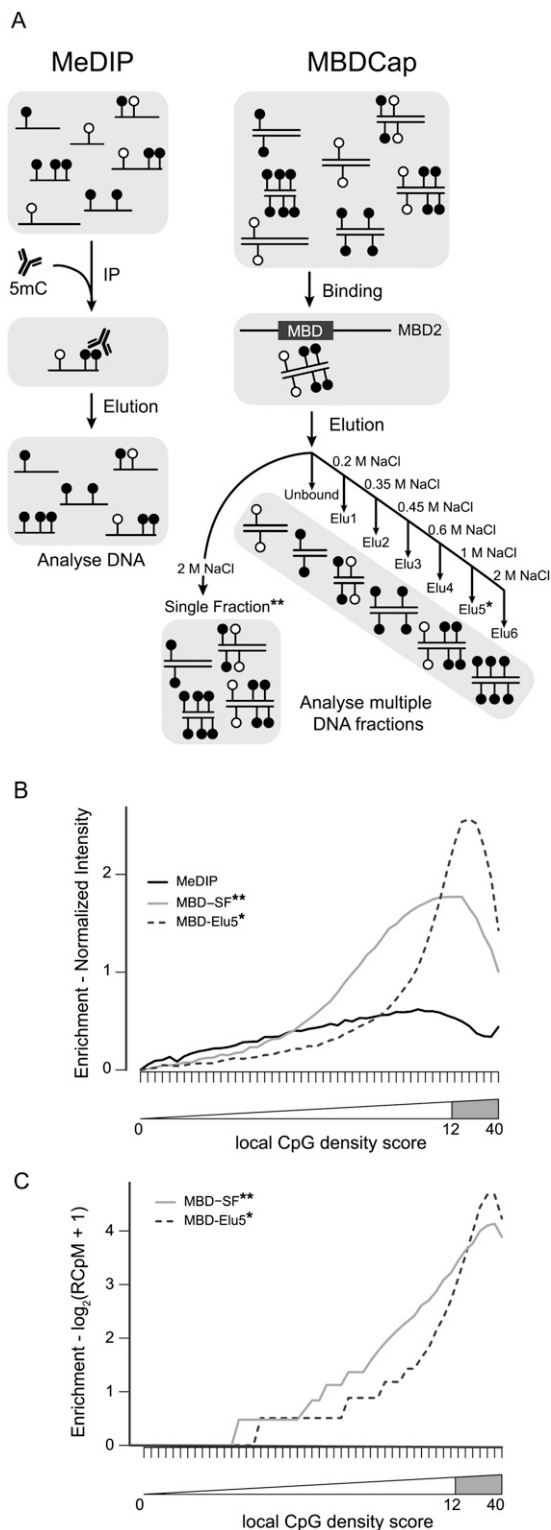 A
MeDIP
MBDCap
5mC
IP
Binding
MBD
MBD2
Elution
Elution
Analyse DNA
0.2 M NaCl
Unbound
0.35 M NaCl
Elu1
0.45 M NaCl
Elu2
0.6 M NaCl
Elu3
1 M NaCl
Elu4
2 M NaCl
Elu5*
Elu6
2 M NaCl
Single Fraction**
Analyse multiple
DNA fractions
B
Enrichment - Normalized Intensity
2
1
0
MeDIP
MBD–SF**
MBD-Elu5*
0
12
40
local CpG density score
C
Enrichment - log2(RCpM + 1)
4
3
2
1
0
MBD–SF**
MBD-Elu5*
0
12
40
local CpG density score